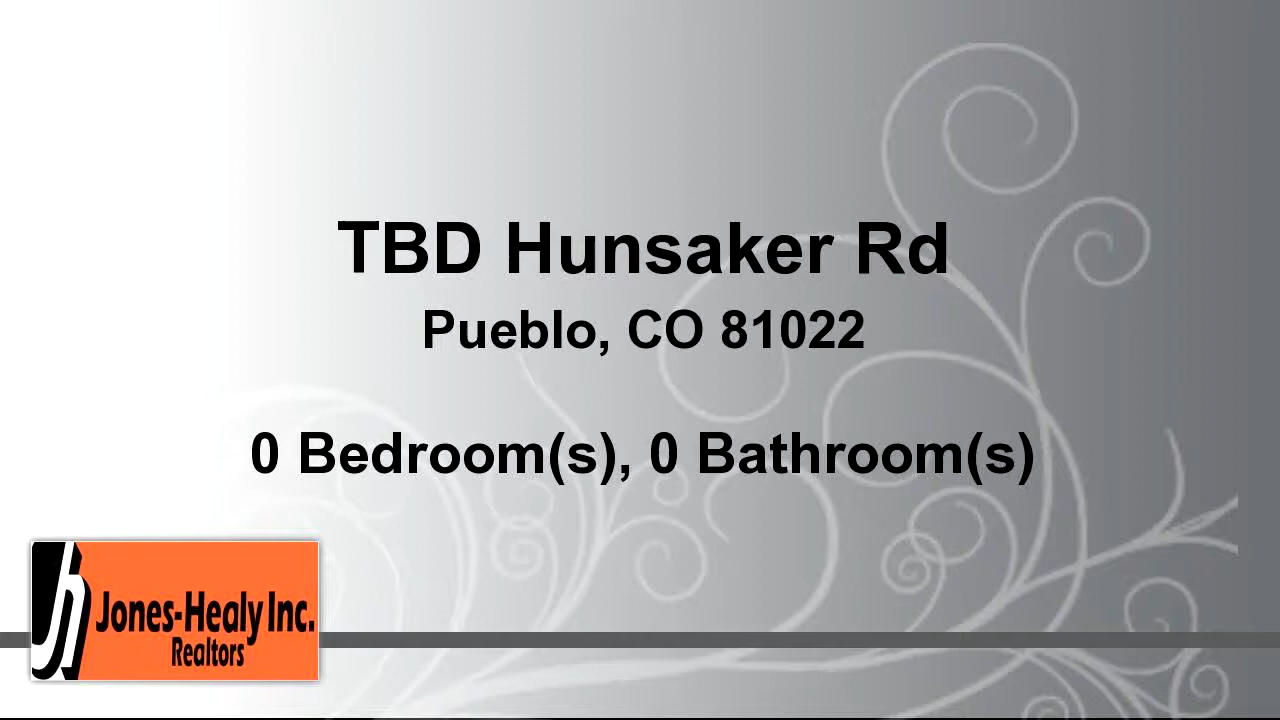 TBD Hunsaker Rd
Pueblo, CO 81022
0 Bedroom(s), 0 Bathroom(s)
Jones-Healy Inc.
Realtors